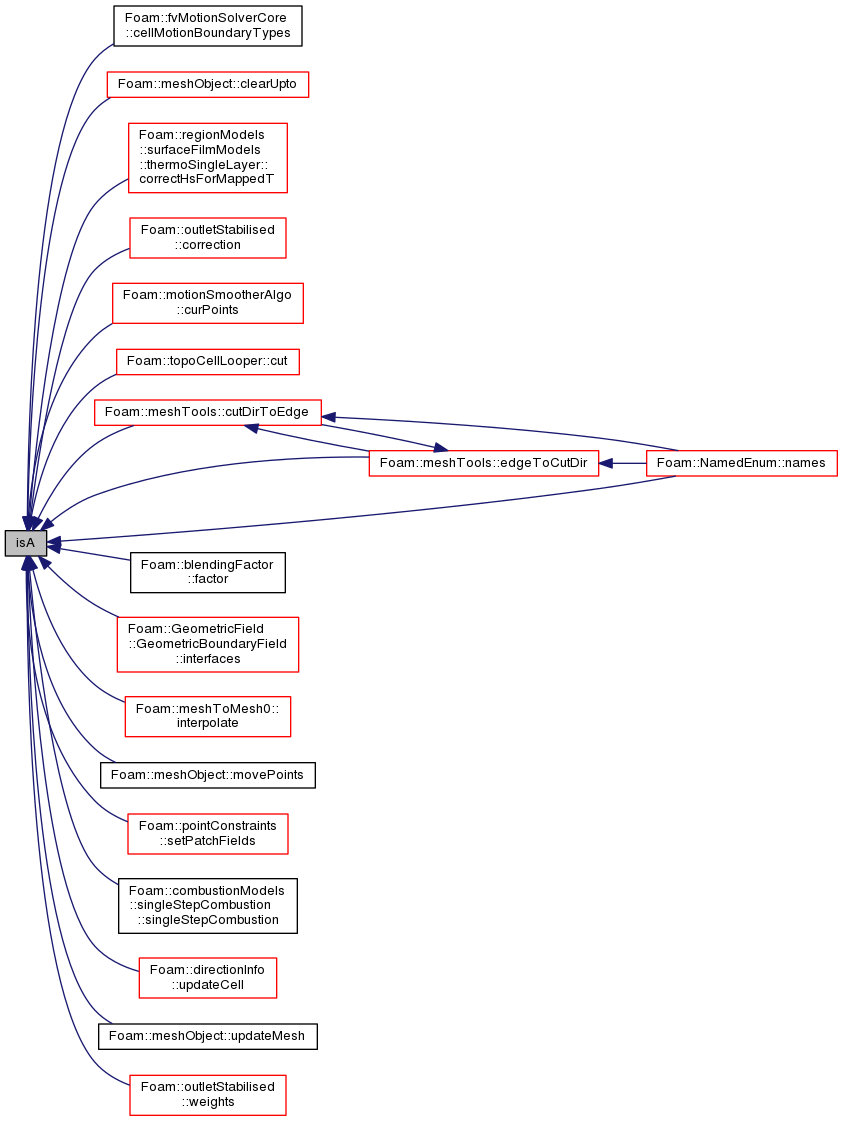 Foam::fvMotionSolverCore
::cellMotionBoundaryTypes
Foam::meshObject::clearUpto
Foam::regionModels
::surfaceFilmModels
::thermoSingleLayer::
correctHsForMappedT
Foam::outletStabilised
::correction
Foam::motionSmootherAlgo
::curPoints
Foam::topoCellLooper::cut
Foam::meshTools::cutDirToEdge
Foam::meshTools::edgeToCutDir
Foam::NamedEnum::names
isA
Foam::blendingFactor
::factor
Foam::GeometricField
::GeometricBoundaryField
::interfaces
Foam::meshToMesh0::
interpolate
Foam::meshObject::movePoints
Foam::pointConstraints
::setPatchFields
Foam::combustionModels
::singleStepCombustion
::singleStepCombustion
Foam::directionInfo
::updateCell
Foam::meshObject::updateMesh
Foam::outletStabilised
::weights